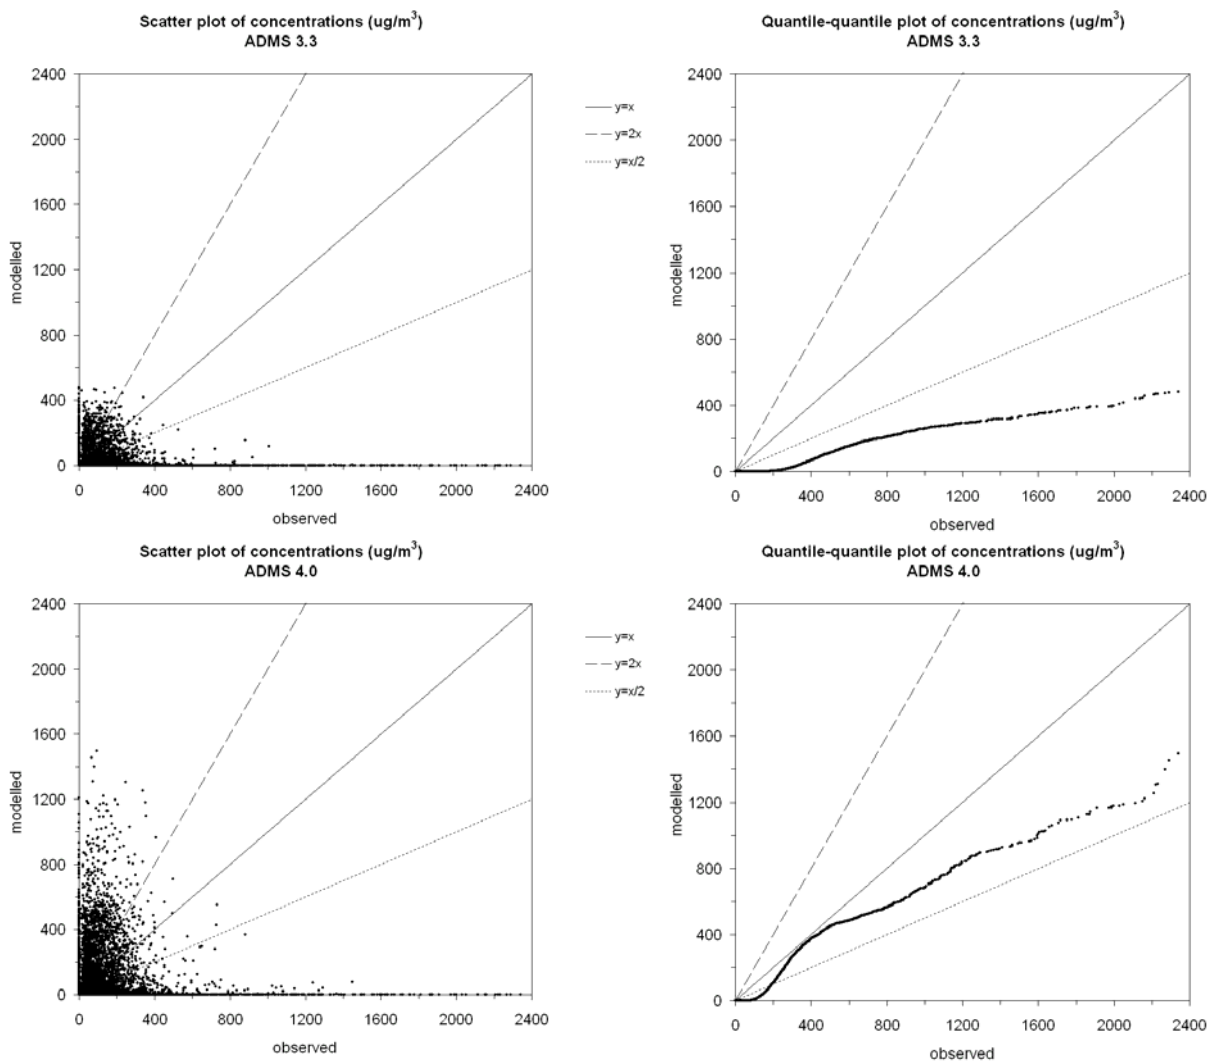 Scatter plot of concentrations (ug/m³)
ADMS 3.3
2400
2000
1600
1200
800
400
0
modelled
0 400 800 1200 1600 2000 2400
observed
y=x
y=2x
y=x/2
Quantile-quantile plot of concentrations (ug/m³)
ADMS 3.3
2400
2000
1600
1200
800
400
0
modelled
0 400 800 1200 1600 2000 2400
observed
Scatter plot of concentrations (ug/m³)
ADMS 4.0
2400
2000
1600
1200
800
400
0
modelled
0 400 800 1200 1600 2000 2400
observed
y=x
y=2x
y=x/2
Quantile-quantile plot of concentrations (ug/m³)
ADMS 4.0
2400
2000
1600
1200
800
400
0
modelled
0 400 800 1200 1600 2000 2400
observed